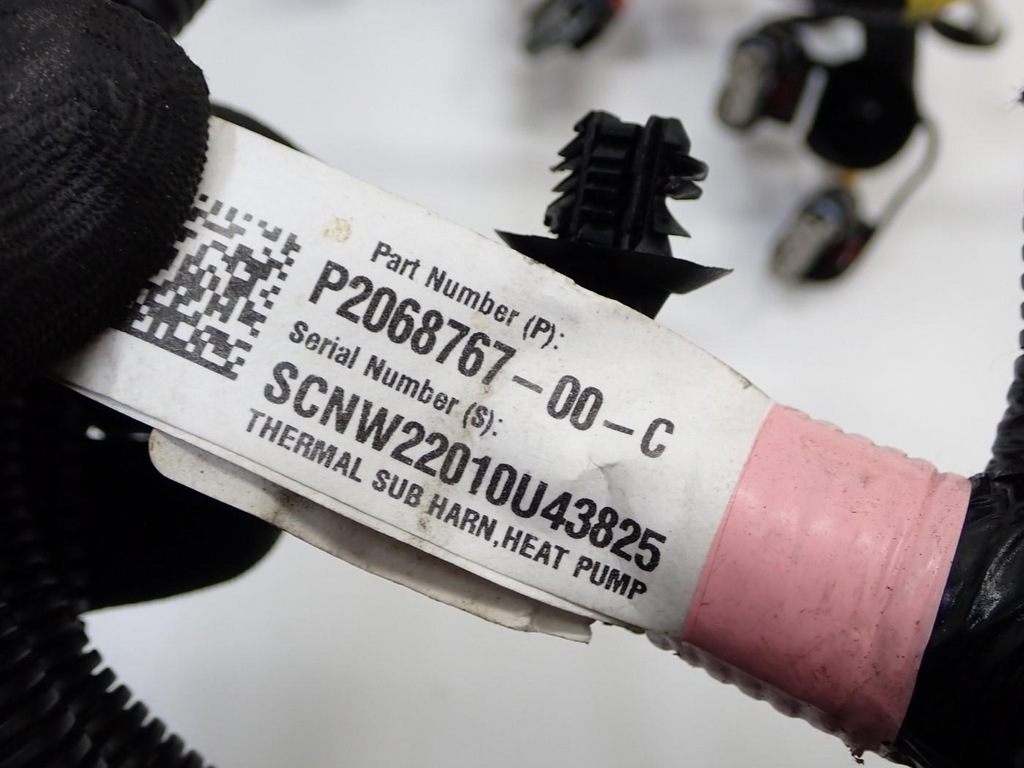 Part Number (P):
P2068767-00-C
Serial Number (S):
SCNW22010U43825
THERMAL SUB HARN,HEAT PUMP